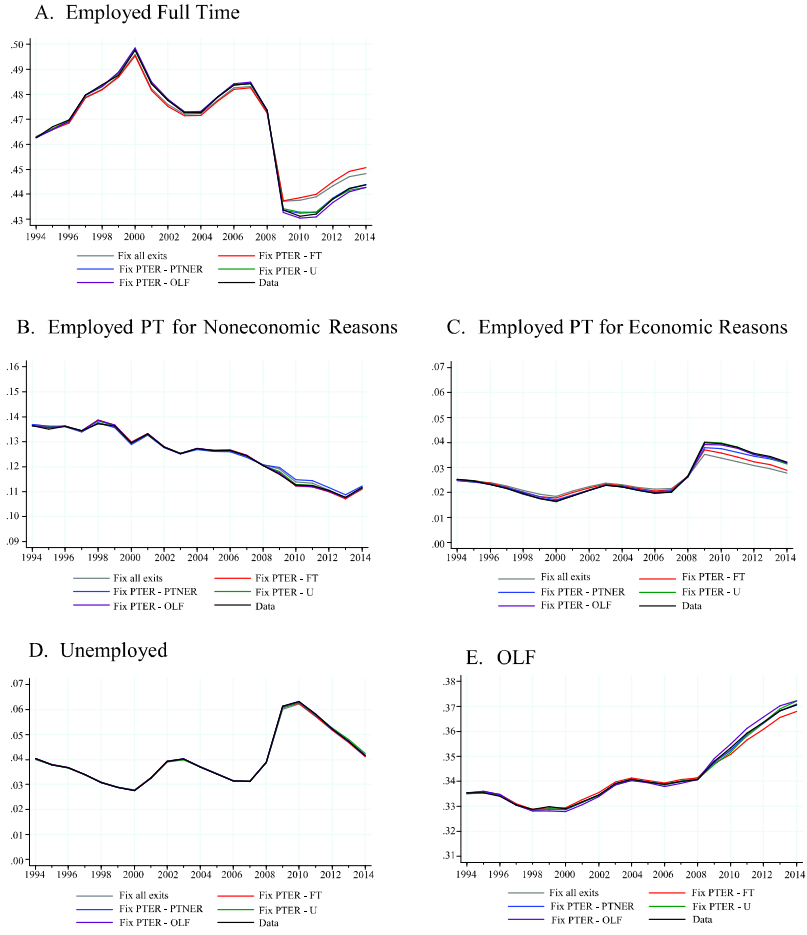 A. Employed Full Time
.50
.49
.48
.47
.46
.45
.44
.43
1994 1996 1998 2000 2002 2004 2006 2008 2010 2012 2014
Fix all exits Fix PTER - FT
Fix PTER - PTNER Fix PTER - U
Fix PTER - OLF Data
B. Employed PT for Noneconomic Reasons
.16
.15
.14
.13
.12
.11
.10
.09
1994 1996 1998 2000 2002 2004 2006 2008 2010 2012 2014
Fix all exits Fix PTER - FT
Fix PTER - PTNER Fix PTER - U
Fix PTER - OLF Data
C. Employed PT for Economic Reasons
.07
.06
.05
.04
.03
.02
.01
.00
1994 1996 1998 2000 2002 2004 2006 2008 2010 2012 2014
Fix all exits Fix PTER - FT
Fix PTER - PTNER Fix PTER - U
Fix PTER - OLF Data
D. Unemployed
.07
.06
.05
.04
.03
.02
.01
.00
1994 1996 1998 2000 2002 2004 2006 2008 2010 2012 2014
Fix all exits Fix PTER - FT
Fix PTER - PTNER Fix PTER - U
Fix PTER - OLF Data
E. OLF
.38
.37
.36
.35
.34
.33
.32
.31
1994 1996 1998 2000 2002 2004 2006 2008 2010 2012 2014
Fix all exits Fix PTER - FT
Fix PTER - PTNER Fix PTER - U
Fix PTER - OLF Data